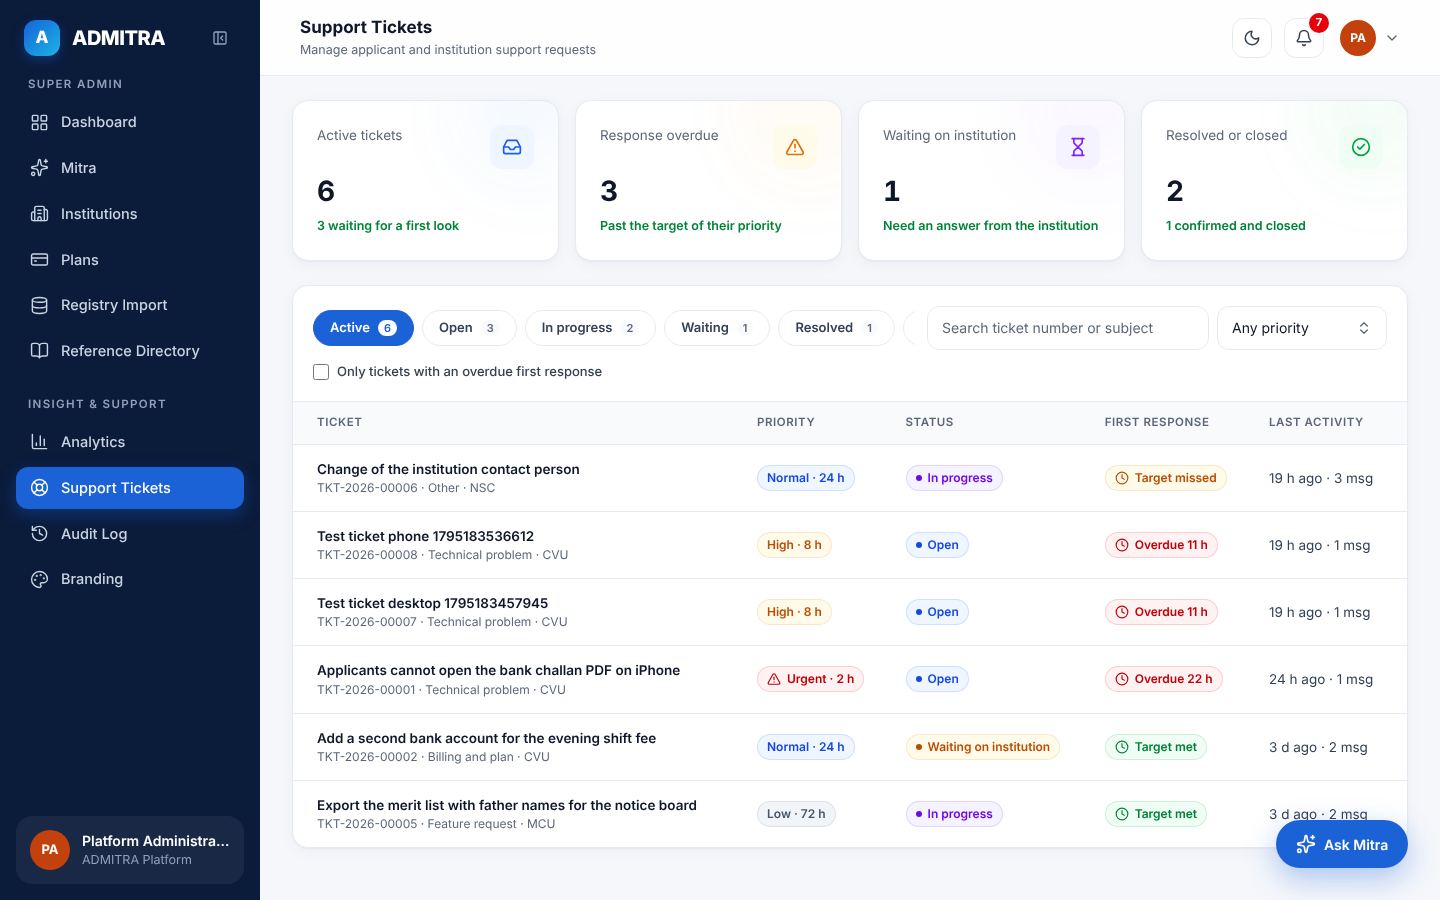 A ADMITRA
SUPER ADMIN
Dashboard
Mitra
Institutions
Plans
Registry Import
Reference Directory
INSIGHT & SUPPORT
Analytics
Support Tickets
Audit Log
Branding
PA Platform Administra...
ADMITRA Platform
Support Tickets
Manage applicant and institution support requests
7
PA
Active tickets
6
3 waiting for a first look
Response overdue
3
Past the target of their priority
Waiting on institution
1
Need an answer from the institution
Resolved or closed
2
1 confirmed and closed
Active 6 Open 3 In progress 2 Waiting 1 Resolved 1 Search ticket number or subject Any priority
Only tickets with an overdue first response
TICKET PRIORITY STATUS FIRST RESPONSE LAST ACTIVITY
Change of the institution contact person
TKT-2026-00006 · Other · NSC
Normal · 24 h In progress Target missed 19 h ago · 3 msg
Test ticket phone 1795183536612
TKT-2026-00008 · Technical problem · CVU
High · 8 h Open Overdue 11 h 19 h ago · 1 msg
Test ticket desktop 1795183457945
TKT-2026-00007 · Technical problem · CVU
High · 8 h Open Overdue 11 h 19 h ago · 1 msg
Applicants cannot open the bank challan PDF on iPhone
TKT-2026-00001 · Technical problem · CVU
Urgent · 2 h Open Overdue 22 h 24 h ago · 1 msg
Add a second bank account for the evening shift fee
TKT-2026-00002 · Billing and plan · CVU
Normal · 24 h Waiting on institution Target met 3 d ago · 2 msg
Export the merit list with father names for the notice board
TKT-2026-00005 · Feature request · MCU
Low · 72 h In progress Target met 3 d ago · 2 msg
Ask Mitra